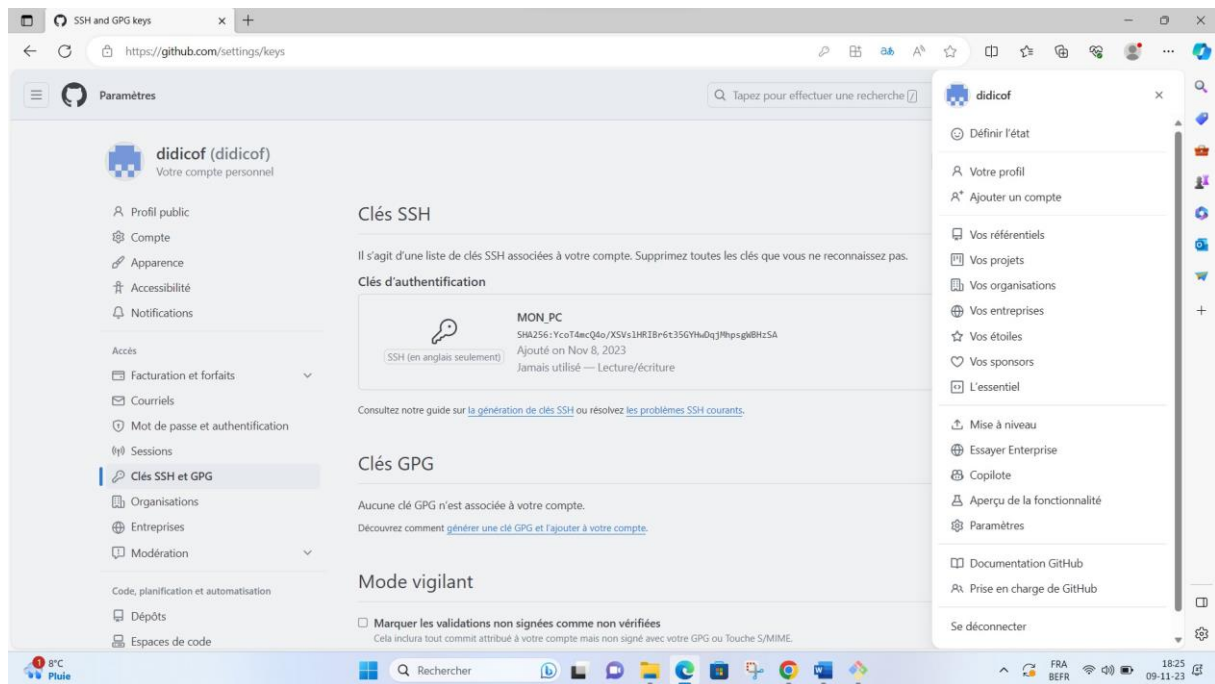 SSH and GPG keys
https://github.com/settings/keys
Paramètres
Tapez pour effectuer une recherche /
didicof (didicof)
Votre compte personnel
Profil public
Compte
Apparence
Accessibilité
Notifications
Accès
Facturation et forfaits
Courriels
Mot de passe et authentification
Sessions
Clés SSH et GPG
Organisations
Entreprises
Modération
Code, planification et automatisation
Dépôts
Espaces de code
Clés SSH
Il s'agit d'une liste de clés SSH associées à votre compte. Supprimez toutes les clés que vous ne reconnaissez pas.
Clés d'authentification
SSH (en anglais seulement)
MON_PC
SHA256:YcoT4mcQ4o/XSVslHRIBr6t35GYHwDqjMhpsgWBHzSA
Ajouté on Nov 8, 2023
Jamais utilisé — Lecture/écriture
Consultez notre guide sur la génération de clés SSH ou résolvez les problèmes SSH courants.
Clés GPG
Aucune clé GPG n'est associée à votre compte.
Découvrez comment générer une clé GPG et l'ajouter à votre compte.
Mode vigilant
Marquer les validations non signées comme non vérifiées
Cela inclura tout commit attribué à votre compte mais non signé avec votre GPG ou Touche S/MIME.
didicof
Définir l'état
Votre profil
Ajouter un compte
Vos référentiels
Vos projets
Vos organisations
Vos entreprises
Vos étoiles
Vos sponsors
L'essentiel
Mise à niveau
Essayer Enterprise
Copilote
Aperçu de la fonctionnalité
Paramètres
Documentation GitHub
Prise en charge de GitHub
Se déconnecter
1
8°C
Pluie
Rechercher
FRA
BEFR
18:25
09-11-23